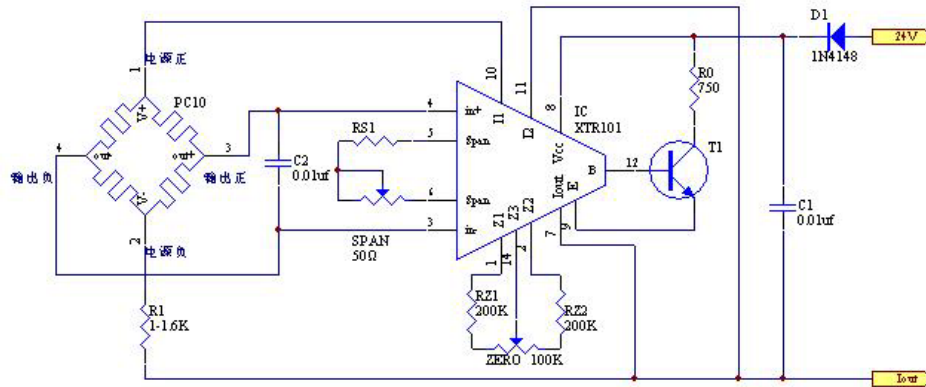 D1
24V
1N4148
10
11
电源正
1
R0
750
PC10
V+
4
in+
I1
I2
8
IC
XTR101
Vcc
RS1
5
Span
T1
4
out-
out+
3
C2
0.01uf
12
B
输出负
输出正
V-
6
Span
Iout
E
C1
0.01uf
3
in-
Z1
Z3
Z2
2
电源负
SPAN
50Ω
1
14
2
7
9
R1
1-1.6K
RZ1
200K
RZ2
200K
ZERO
100K
Iout